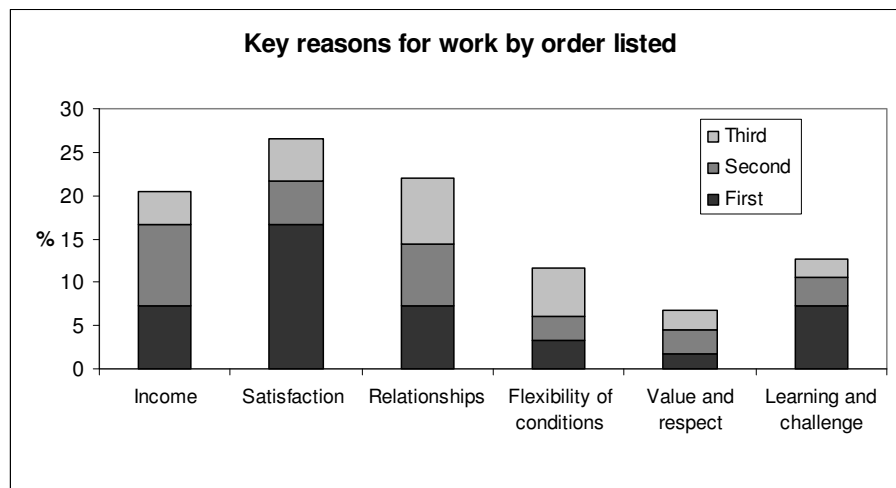 Key reasons for work by order listed
30
25
20
15
10
5
0
%
Third
Second
First
Income
Satisfaction
Relationships
Flexibility of
conditions
Value and
respect
Learning and
challenge